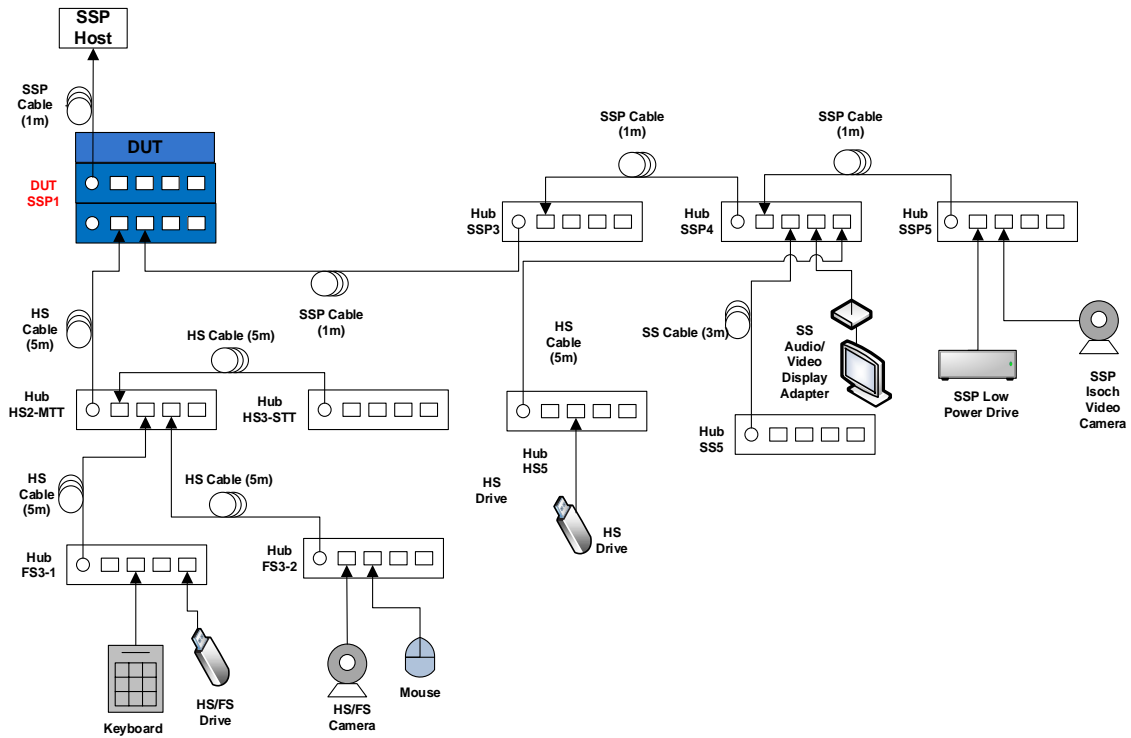 SSP
Host
SSP
Cable
(1m)
DUT
DUT
SSP1
SSP Cable
(1m)
SSP Cable
(1m)
Hub
SSP3
Hub
SSP4
Hub
SSP5
HS
Cable
(5m)
HS Cable (5m)
SSP Cable
(1m)
HS
Cable
(5m)
SS Cable (3m)
SS
Audio/
Video
Display
Adapter
SSP Low
Power Drive
SSP
Isoch
Video
Camera
Hub
HS2-MTT
Hub
HS3-STT
Hub
HS5
Hub
SS5
HS
Cable
(5m)
HS Cable (5m)
HS
Drive
HS
Drive
Hub
FS3-1
Hub
FS3-2
Keyboard
HS/FS
Drive
HS/FS
Camera
Mouse